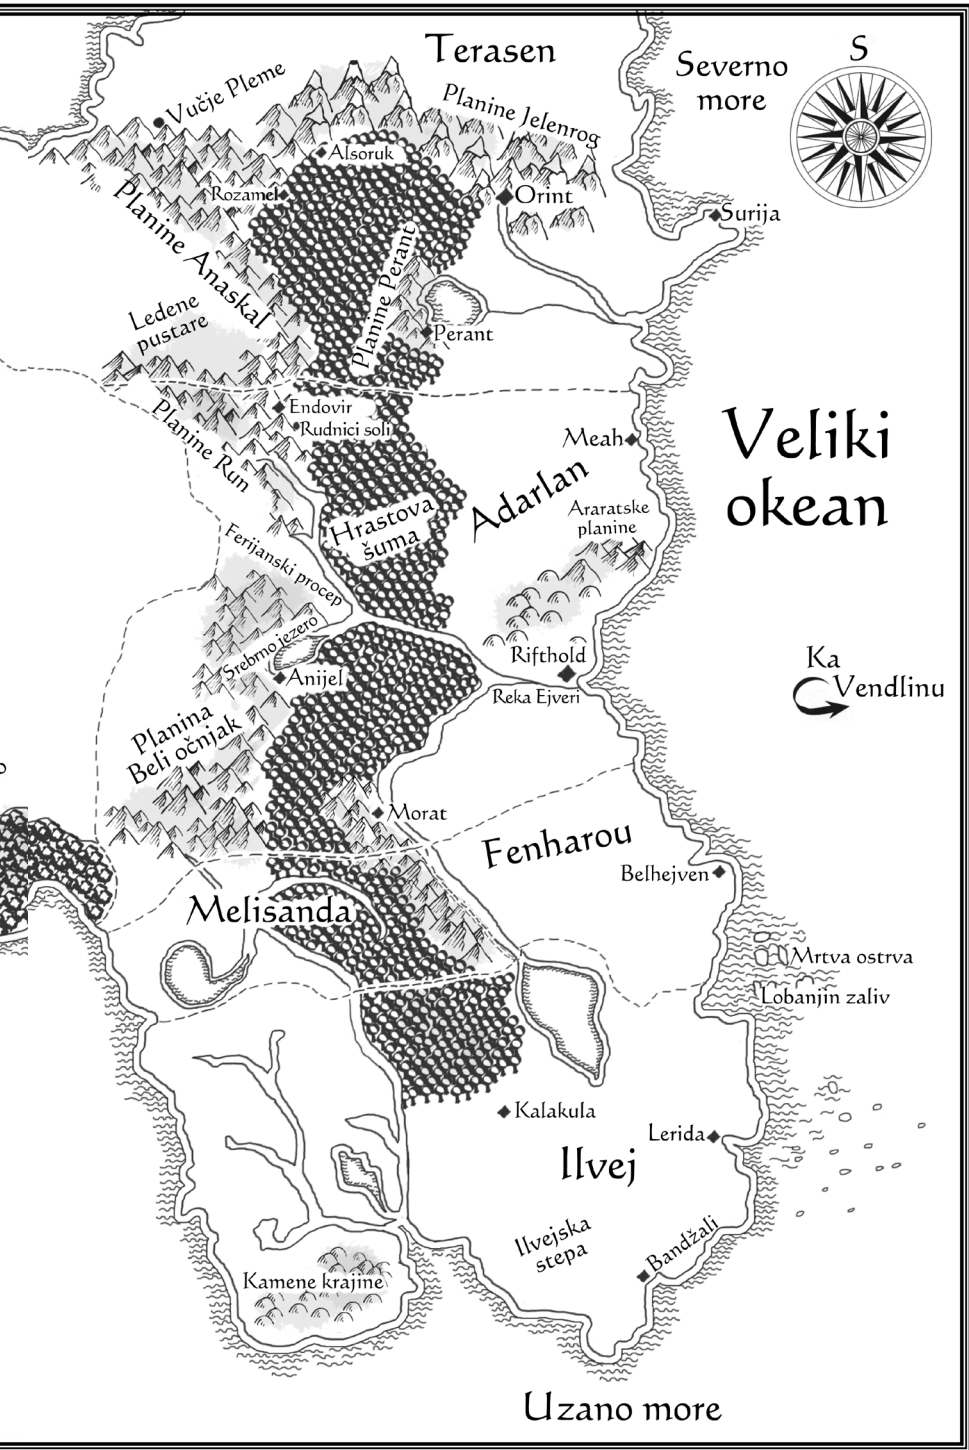 Terasen
Severno
more
S
Vučje Pleme
Planine Jelenrog
Alsoruk
Rozamel
Orint
Surija
Planine Anaskal
Planine Perant
Ledene
pustare
Perant
Endovir
Rudnici soli
Planine Run
Meah
Veliki
okean
Adarlan
Hrastova
šuma
Araratske
planine
Ferijanski procep
Srebrno jezero
Anijel
Rifthold
Reka Ejveri
Ka
Vendlinu
Planina
Beli očnjak
o
Morat
Fenharou
Belhejven
Melisanda
Mrtva ostrva
Lobanjin zaliv
Kalakula
Lerida
Ilvej
Ilvejska
stepa
Bandžali
Kamene krajine
Uzano more